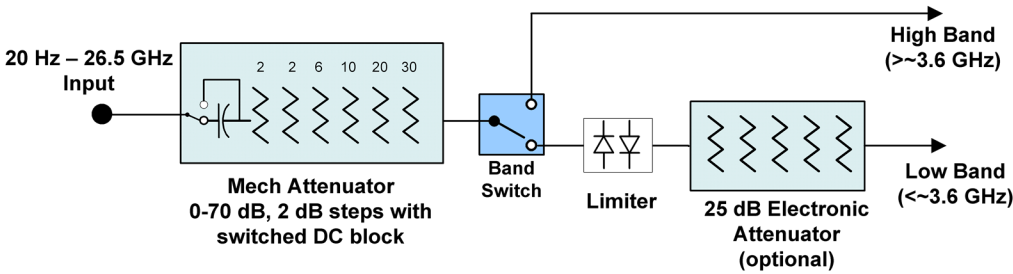 20 Hz – 26.5 GHz
Input
2 2 6 10 20 30
Mech Attenuator
0-70 dB, 2 dB steps with
switched DC block
Band
Switch
Limiter
25 dB Electronic
Attenuator
(optional)
High Band
(>~3.6 GHz)
Low Band
(<~3.6 GHz)